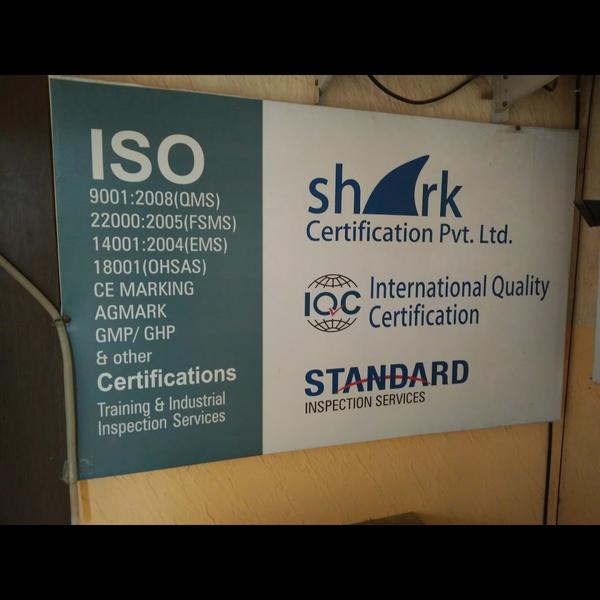 ISO
9001:2008(QMS)
22000:2005(FSMS)
14001:2004(EMS)
18001(OHSAS)
CE MARKING
AGMARK
GMP/ GHP
& other
Certifications
Training & Industrial
Inspection Services
shark
Certification Pvt. Ltd.
IQC International Quality
Certification
STANDARD
INSPECTION SERVICES